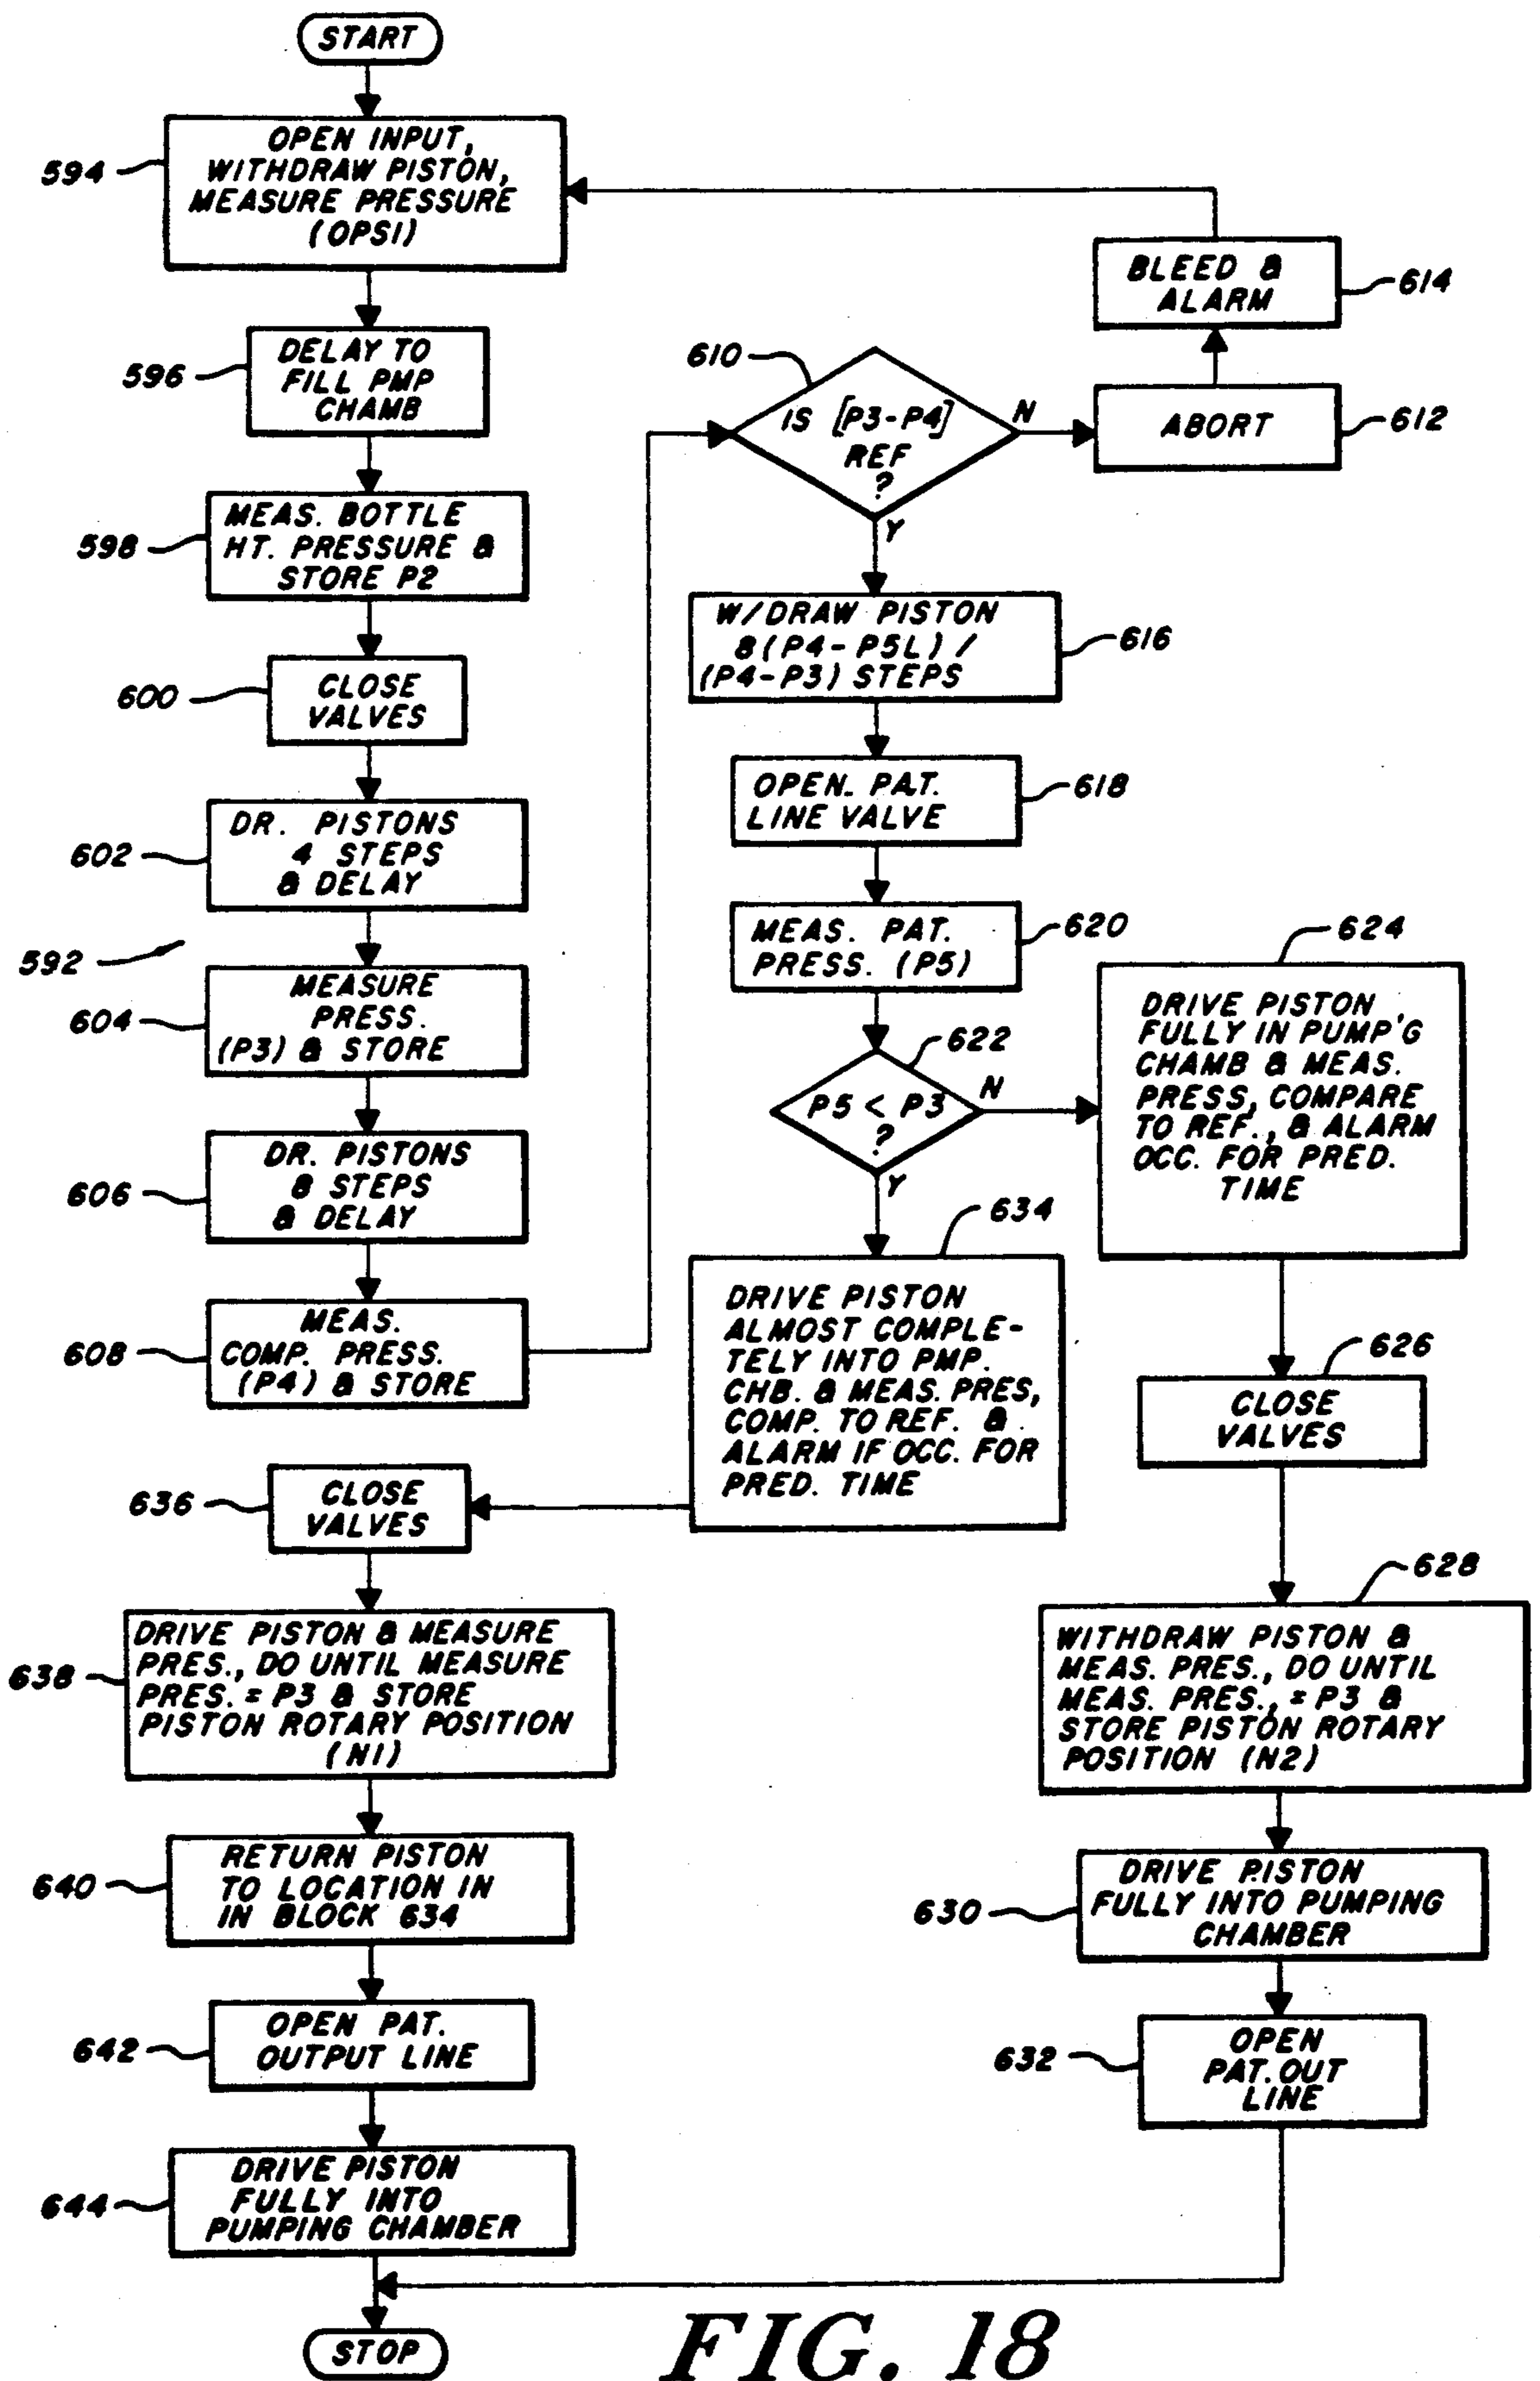 START
594
OPEN INPUT,
WITHDRAW PISTON,
MEASURE PRESSURE
(OPSI)
596
DELAY TO
FILL PMP
CHAMB
598
MEAS. BOTTLE
HT. PRESSURE &
STORE P2
600
CLOSE
VALVES
602
DR. PISTONS
4 STEPS
& DELAY
592
604
MEASURE
PRESS.
(P3) & STORE
606
DR. PISTONS
8 STEPS
& DELAY
608
MEAS.
COMP. PRESS.
(P4) & STORE
610
IS [P3-P4]
REF
?
N
Y
ABORT
612
BLEED &
ALARM
614
W/DRAW PISTON
8(P4-P5L)/
(P4-P3) STEPS
616
OPEN. PAT.
LINE VALVE
618
MEAS. PAT.
PRESS. (P5)
620
622
P5 < P3
?
N
Y
624
DRIVE PISTON
FULLY IN PUMP'G
CHAMB & MEAS.
PRESS, COMPARE
TO REF., & ALARM
OCC. FOR PRED.
TIME
626
CLOSE
VALVES
628
WITHDRAW PISTON &
MEAS. PRES., DO UNTIL
MEAS. PRES., = P3 &
STORE PISTON ROTARY
POSITION (N2)
630
DRIVE PISTON
FULLY INTO PUMPING
CHAMBER
632
OPEN
PAT. OUT
LINE
634
DRIVE PISTON
ALMOST COMPLE-
TELY INTO PMP.
CHB. & MEAS. PRES,
COMP. TO REF. &
ALARM IF OCC. FOR
PRED. TIME
636
CLOSE
VALVES
638
DRIVE PISTON & MEASURE
PRES., DO UNTIL MEASURE
PRES. = P3 & STORE
PISTON ROTARY POSITION
(N1)
640
RETURN PISTON
TO LOCATION IN
IN BLOCK 634
642
OPEN PAT.
OUTPUT LINE
644
DRIVE PISTON
FULLY INTO
PUMPING CHAMBER
STOP
FIG. 18